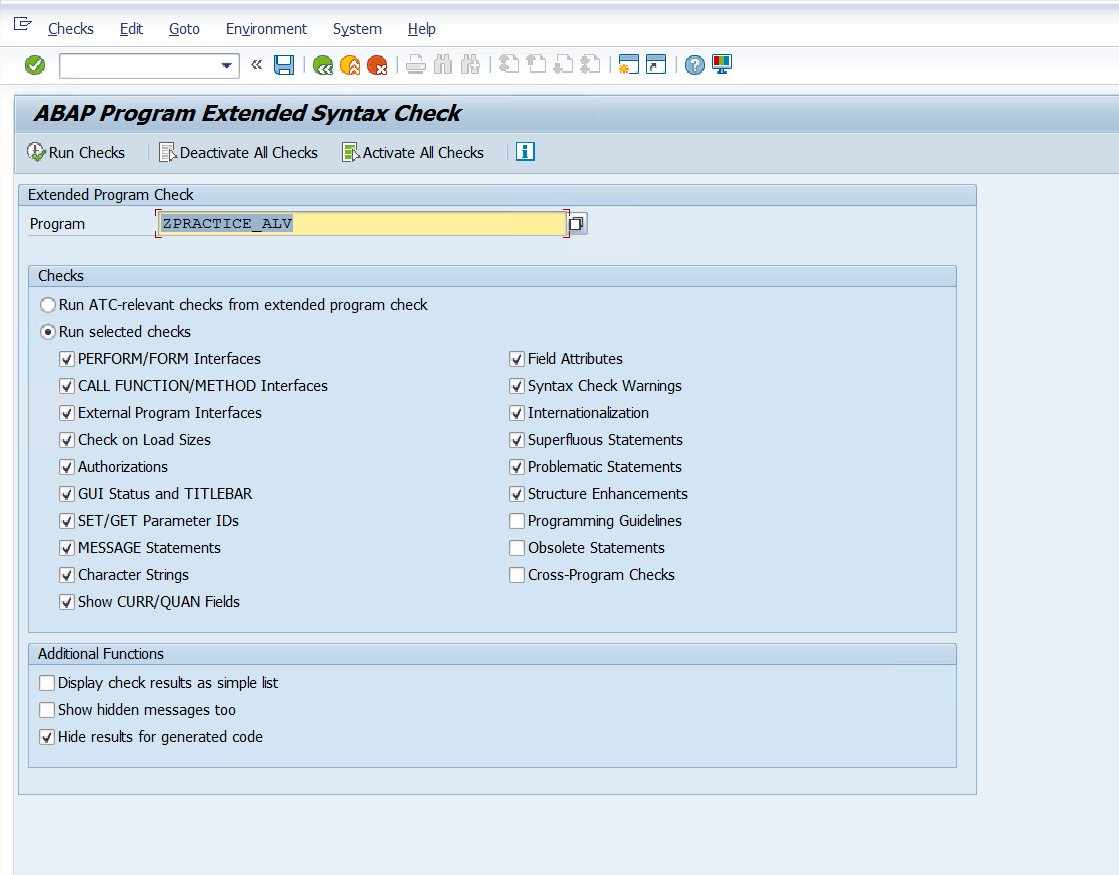 Checks Edit Goto Environment System Help
ABAP Program Extended Syntax Check
Run Checks Deactivate All Checks Activate All Checks
Extended Program Check
Program ZPRACTICE_ALV
Checks
Run ATC-relevant checks from extended program check
Run selected checks
PERFORM/FORM Interfaces Field Attributes
CALL FUNCTION/METHOD Interfaces Syntax Check Warnings
External Program Interfaces Internationalization
Check on Load Sizes Superfluous Statements
Authorizations Problematic Statements
GUI Status and TITLEBAR Structure Enhancements
SET/GET Parameter IDs Programming Guidelines
MESSAGE Statements Obsolete Statements
Character Strings Cross-Program Checks
Show CURR/QUAN Fields
Additional Functions
Display check results as simple list
Show hidden messages too
Hide results for generated code